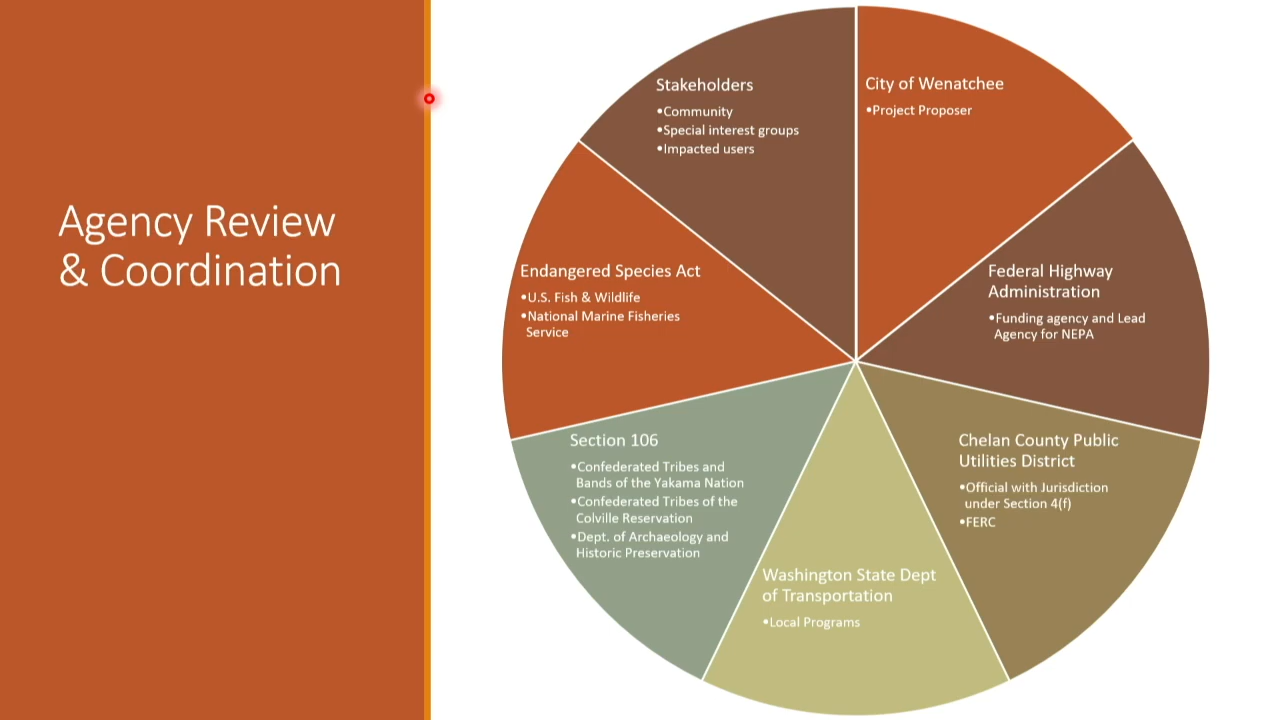 Agency Review
& Coordination
Stakeholders
•Community
•Special interest groups
•Impacted users
City of Wenatchee
•Project Proposer
Endangered Species Act
•U.S. Fish & Wildlife
•National Marine Fisheries
Service
Federal Highway
Administration
•Funding agency and Lead
Agency for NEPA
Section 106
•Confederated Tribes and
Bands of the Yakama Nation
•Confederated Tribes of the
Colville Reservation
•Dept. of Archaeology and
Historic Preservation
Chelan County Public
Utilities District
•Official with Jurisdiction
under Section 4(f)
•FERC
Washington State Dept
of Transportation
•Local Programs